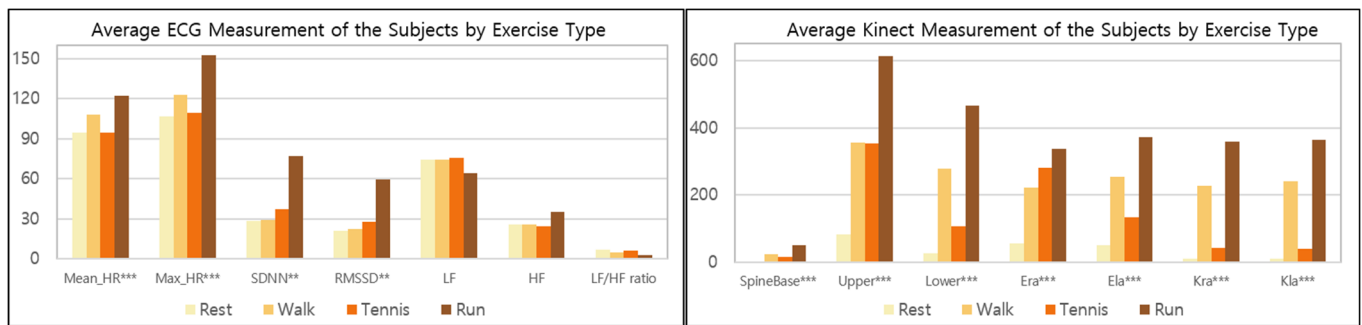 Average ECG Measurement of the Subjects by Exercise Type
150
120
90
60
30
0
Mean_HR*** Max_HR*** SDNN** RMSSD** LF HF LF/HF ratio
Rest Walk Tennis Run
Average Kinect Measurement of the Subjects by Exercise Type
600
400
200
0
SpineBase*** Upper*** Lower*** Era*** Ela*** Kra*** Kla***
Rest Walk Tennis Run